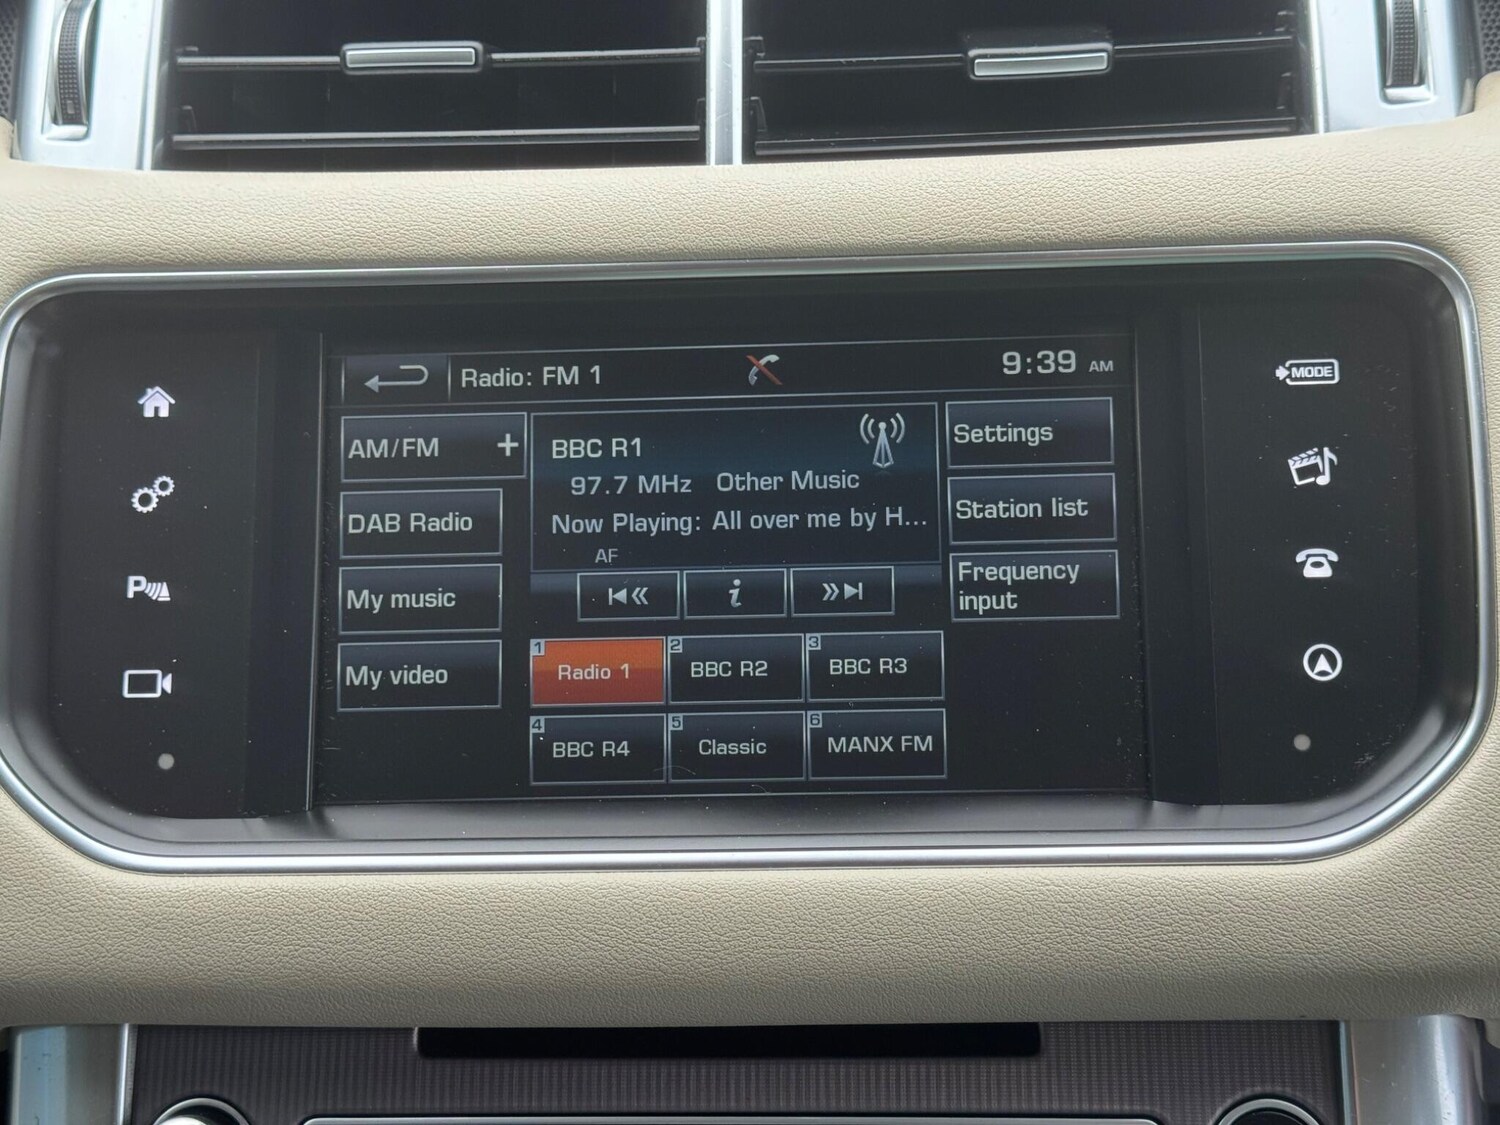 Radio: FM 1
9:39 AM
MODE
AM/FM +
BBC R1
97.7 MHz Other Music
Now Playing: All over me by H...
AF
Settings
DAB Radio
Station list
My music
i
Frequency
input
P
My video
1 Radio 1
2 BBC R2
3 BBC R3
4 BBC R4
5 Classic
6 MANX FM